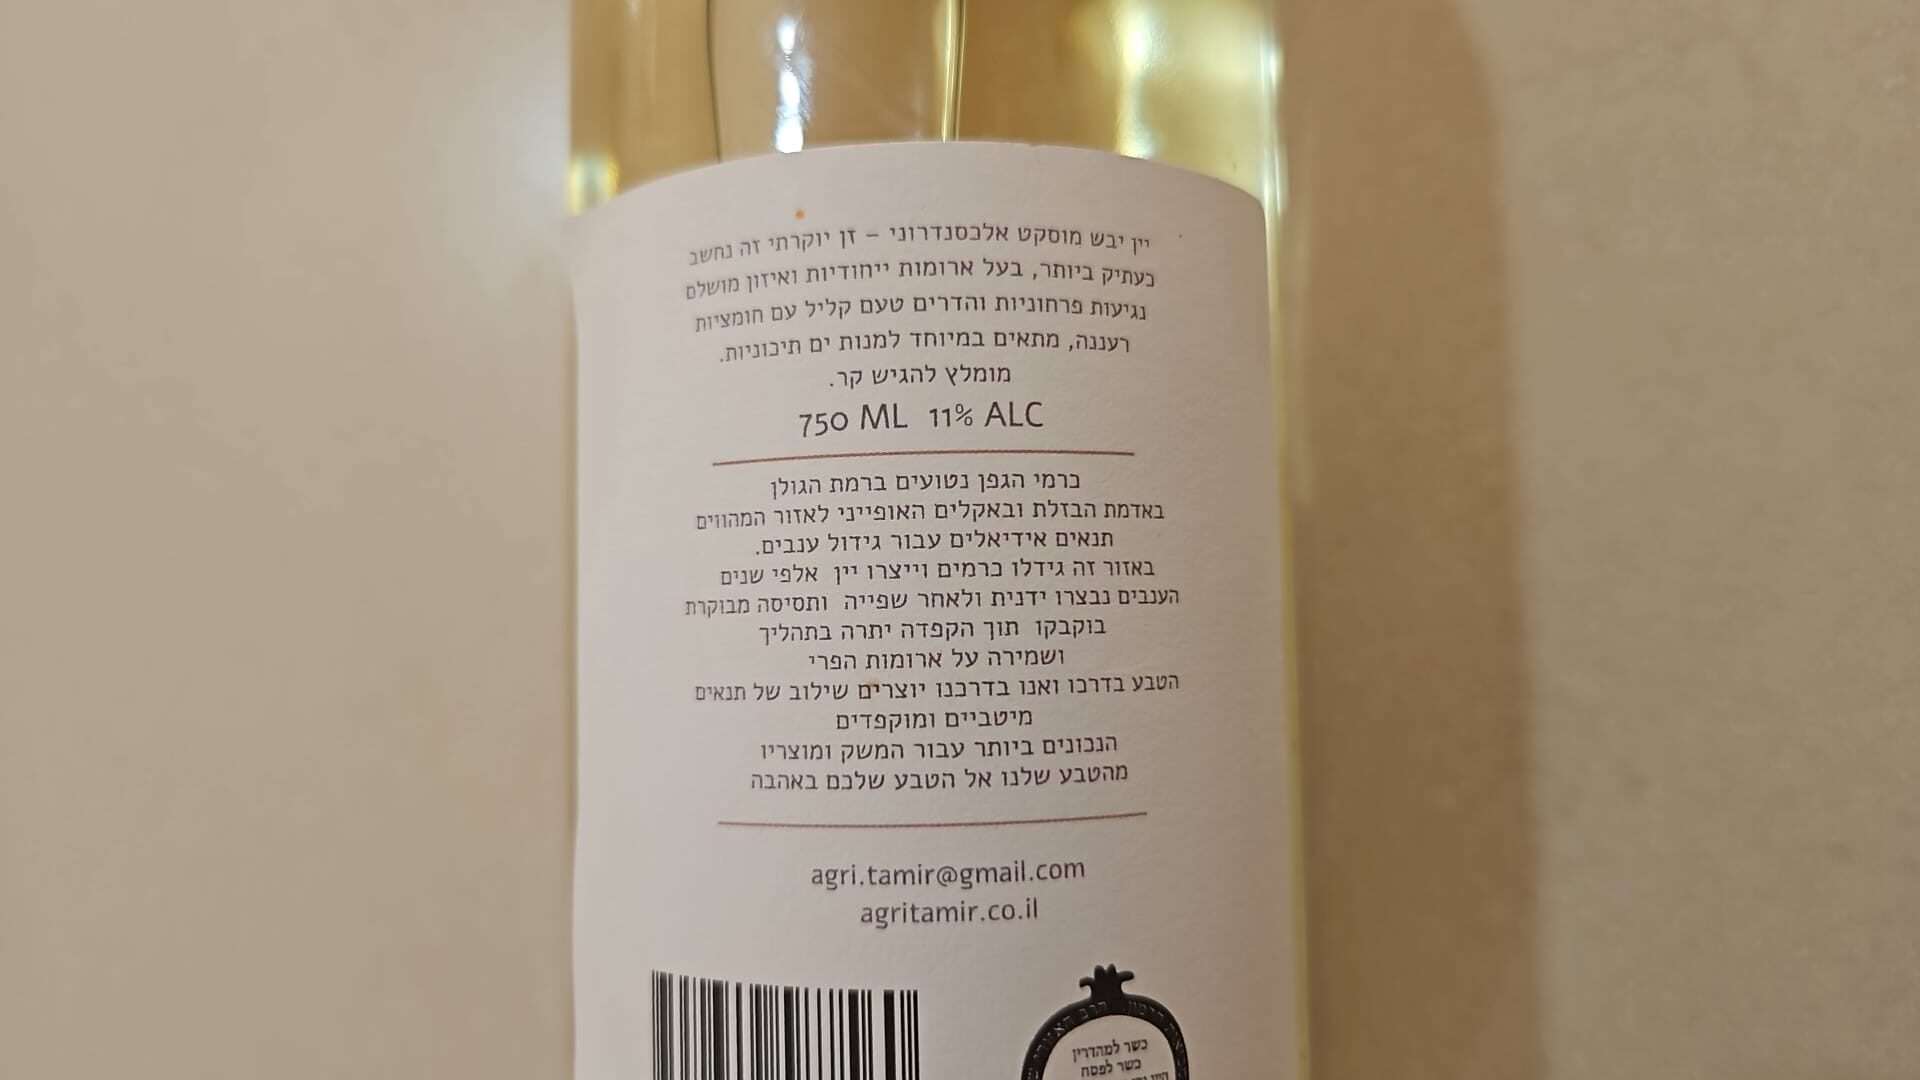 יין יבש מוסקט אלכסנדרוני – זן יוקרתי זה נחשב
כעתיק ביותר, בעל ארומות ייחודיות ואיזון מושלם
נגיעות פרחוניות והדרים טעם קליל עם חומציות
רעננה, מתאים במיוחד למנות ים תיכוניות.
מומלץ להגיש קר.
750 ML 11% ALC
כרמי הגפן נטועים ברמת הגולן
באדמת הבזלת ובאקלים האופייני לאזור המהווים
תנאים אידיאלים עבור גידול ענבים.
באזור זה גידלו כרמים וייצרו יין אלפי שנים
הענבים נבצרו ידנית ולאחר שפייה ותסיסה מבוקרת
בוקבקו תוך הקפדה יתרה בתהליך
ושמירה על ארומות הפרי
הטבע בדרכו ואנו בדרכנו יוצרים שילוב של תנאים
מיטביים ומוקפדים
הנכונים ביותר עבור המשק ומוצריו
מהטבע שלנו אל הטבע שלכם באהבה
agri.tamir@gmail.com
agritamir.co.il
כשר למהדרין
כשר לפסח